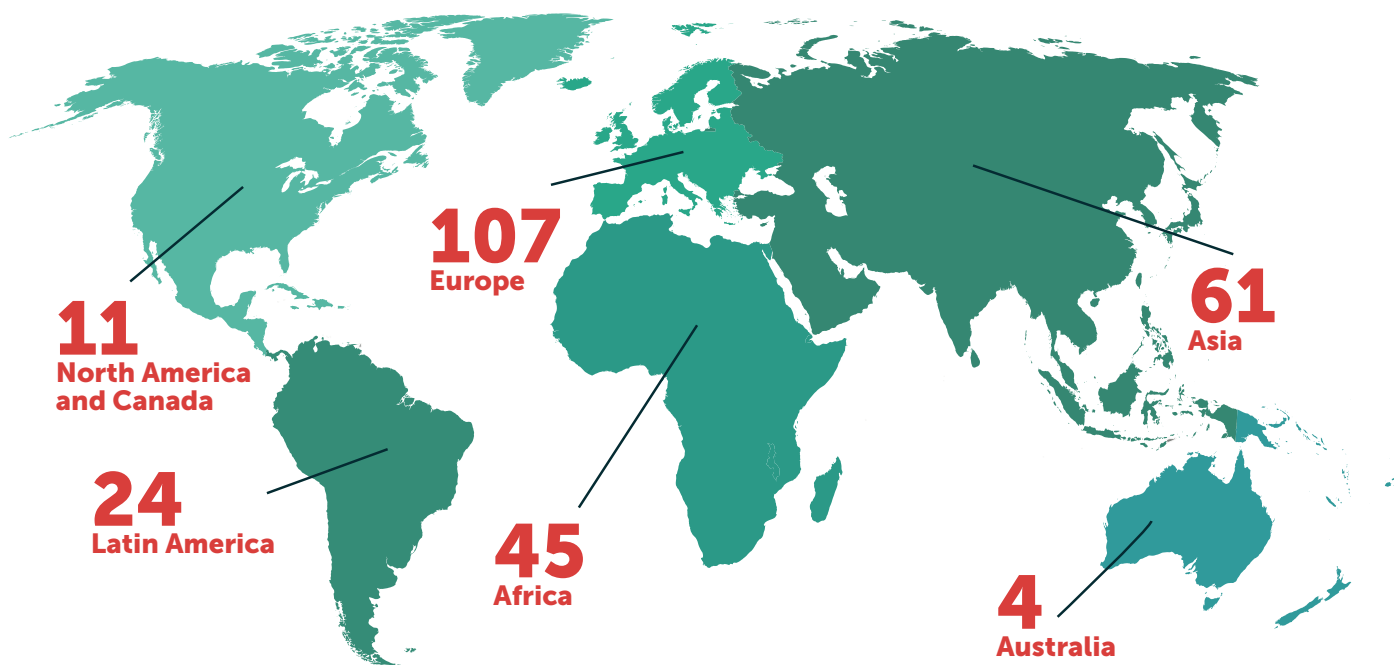 107
Europe
61
Asia
11
North America
and Canada
24
Latin America
45
Africa
4
Australia